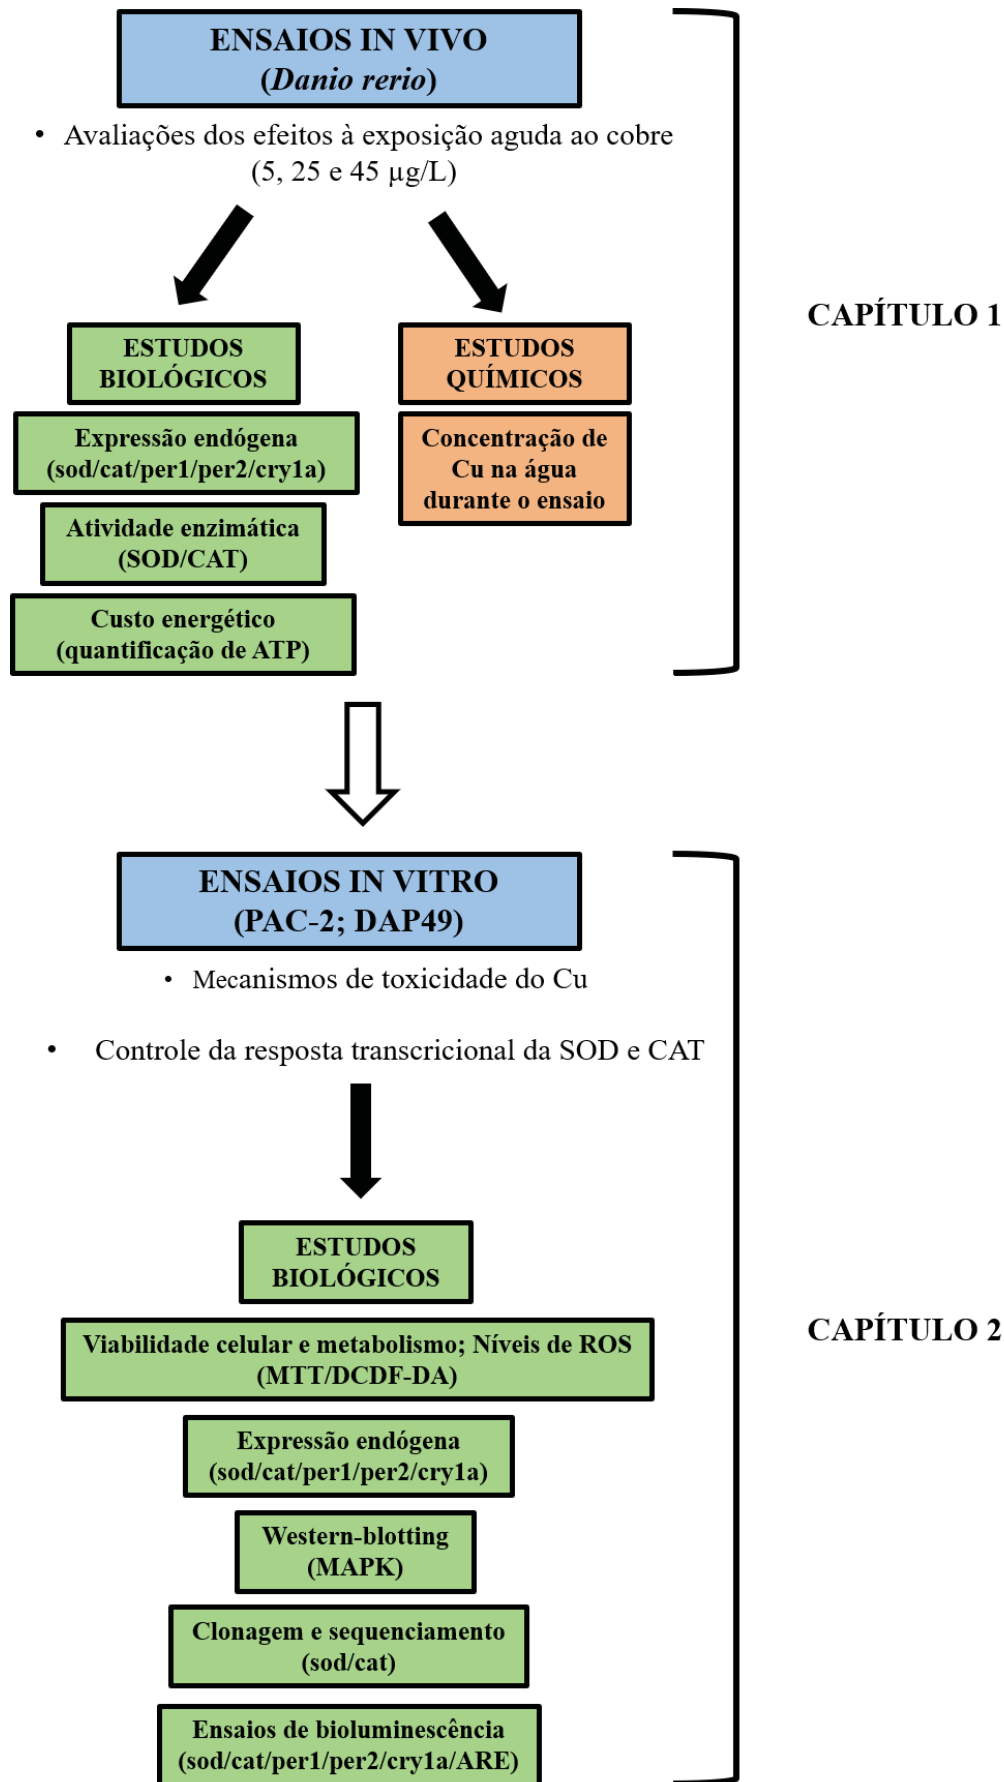 ENSAIOS IN VIVO
(Danio rerio)
• Avaliações dos efeitos à exposição aguda ao cobre
(5, 25 e 45 µg/L)
CAPÍTULO 1
ESTUDOS
BIOLÓGICOS
Expressão endógena
(sod/cat/per1/per2/cry1a)
Atividade enzimática
(SOD/CAT)
Custo energético
(quantificação de ATP)
ESTUDOS
QUÍMICOS
Concentração de
Cu na água
durante o ensaio
ENSAIOS IN VITRO
(PAC-2; DAP49)
• Mecanismos de toxicidade do Cu
• Controle da resposta transcricional da SOD e CAT
CAPÍTULO 2
ESTUDOS
BIOLÓGICOS
Viabilidade celular e metabolismo; Níveis de ROS
(MTT/DCDF-DA)
Expressão endógena
(sod/cat/per1/per2/cry1a)
Western-blotting
(MAPK)
Clonagem e sequenciamento
(sod/cat)
Ensaios de bioluminescência
(sod/cat/per1/per2/cry1a/ARE)